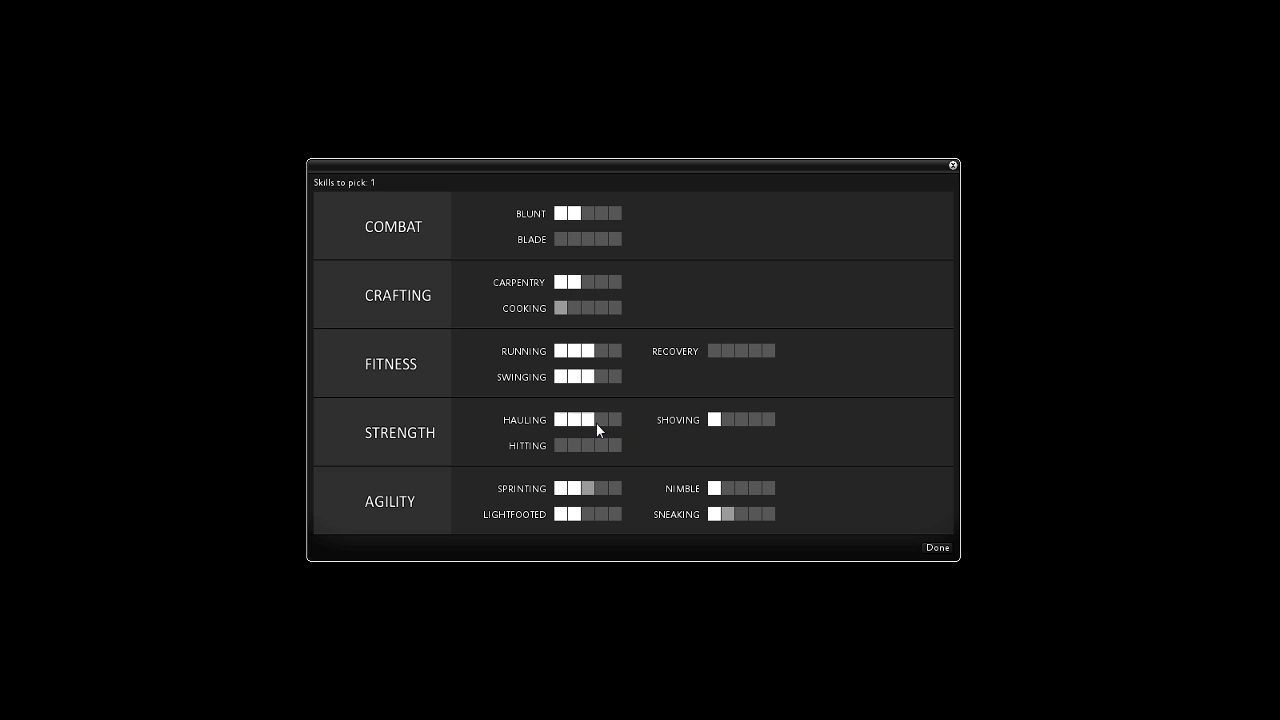 Skills to pick: 1
COMBAT
BLUNT
BLADE
CRAFTING
CARPENTRY
COOKING
FITNESS
RUNNING RECOVERY
SWINGING
STRENGTH
HAULING SHOVING
HITTING
AGILITY
SPRINTING NIMBLE
LIGHTFOOTED SNEAKING
Done